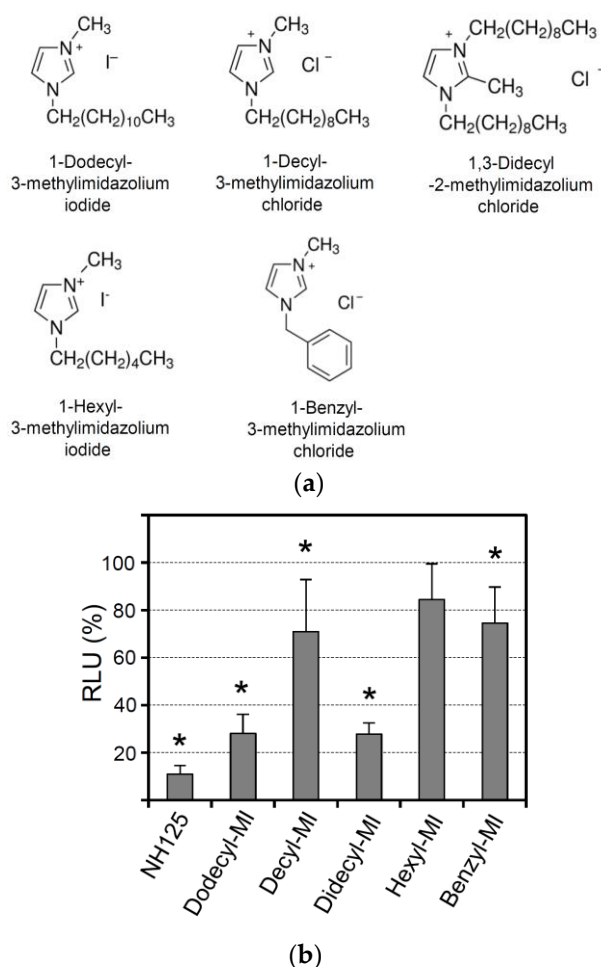 CH₃
N⁺
N
I⁻
CH₂(CH₂)₁₀CH₃
1-Dodecyl-
3-methylimidazolium
iodide
CH₃
N⁺
N
Cl⁻
CH₂(CH₂)₈CH₃
1-Decyl-
3-methylimidazolium
chloride
CH₂(CH₂)₈CH₃
N⁺
N
CH₃
Cl⁻
CH₂(CH₂)₈CH₃
1,3-Didecyl
-2-methylimidazolium
chloride
CH₃
N⁺
N
I⁻
CH₂(CH₂)₄CH₃
1-Hexyl-
3-methylimidazolium
iodide
CH₃
N⁺
N
Cl⁻
1-Benzyl-
3-methylimidazolium
chloride
(a)
RLU (%)
100
80
60
40
20
* * * * *
NH125
Dodecyl-MI
Decyl-MI
Didecyl-MI
Hexyl-MI
Benzyl-MI
(b)